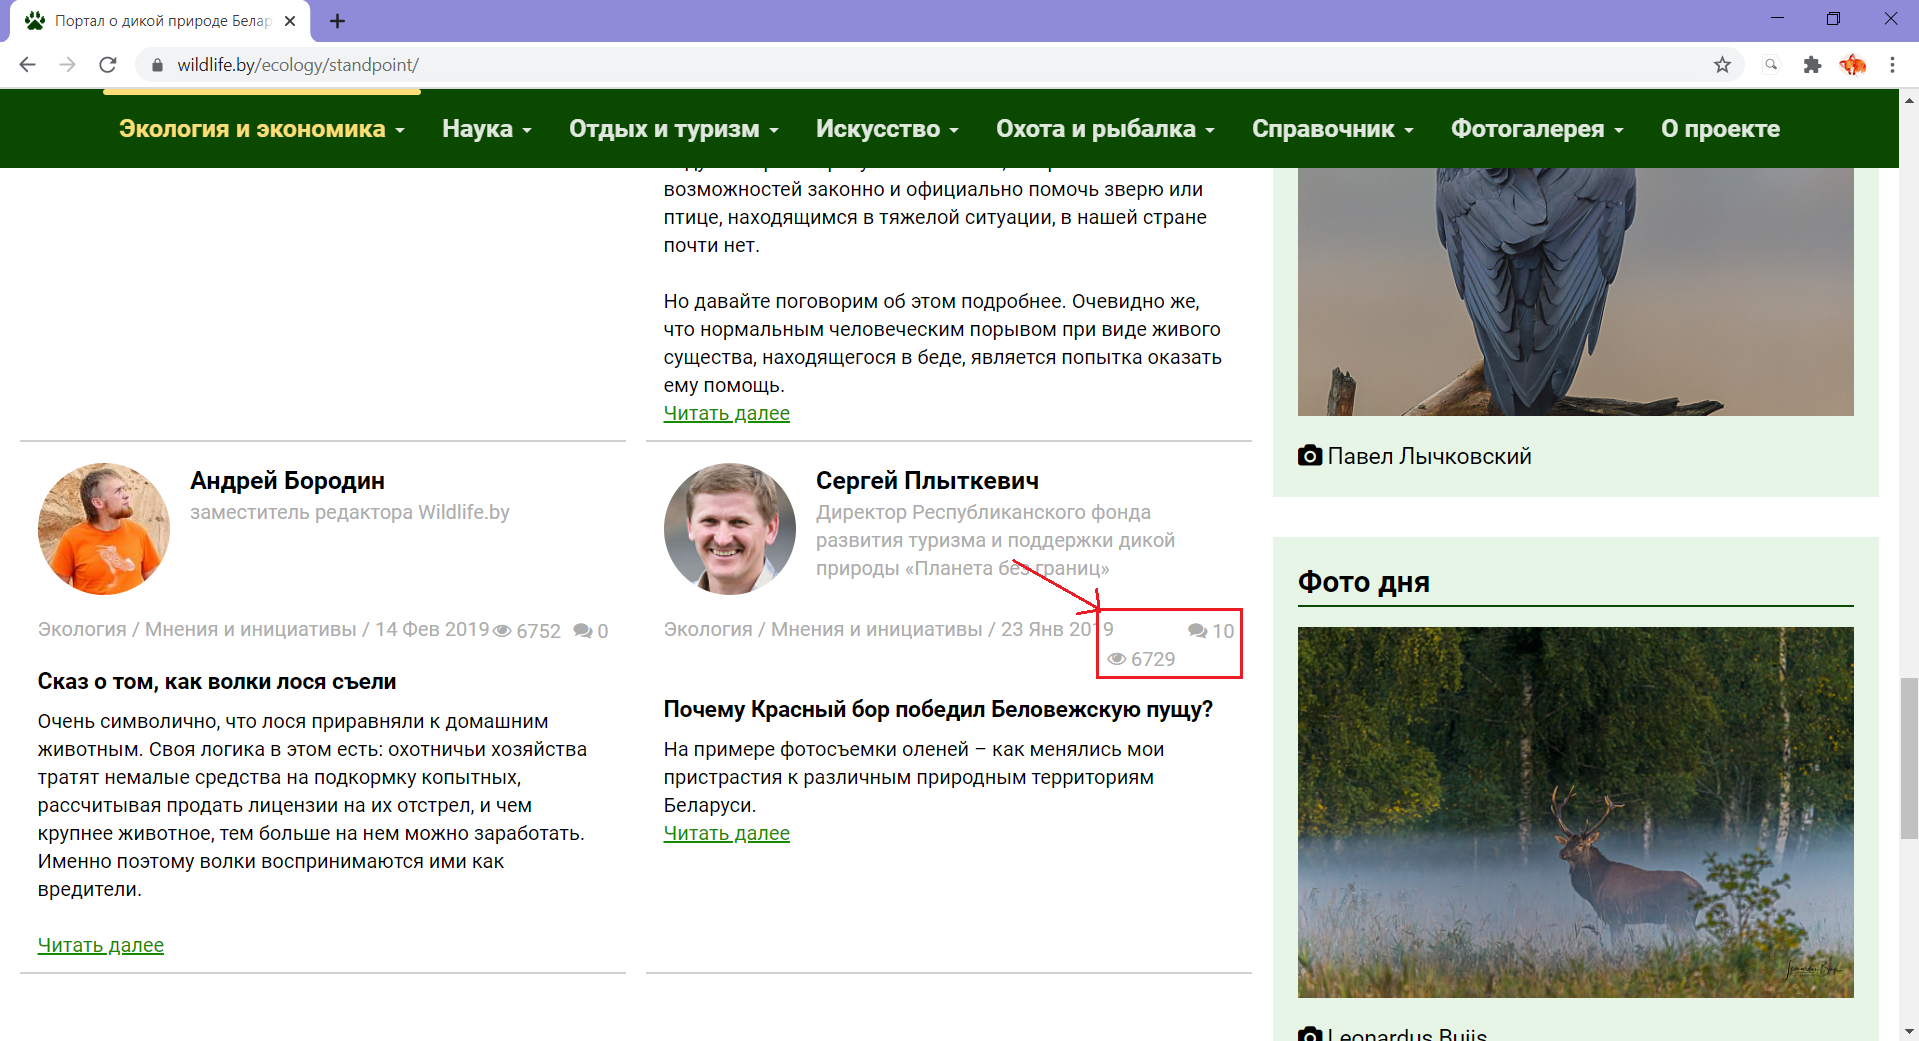 Портал о дикой природе Белар
wildlife.by/ecology/standpoint/
Экология и экономика
Наука
Отдых и туризм
Искусство
Охота и рыбалка
Справочник
Фотогалерея
О проекте
возможностей законно и официально помочь зверю или
птице, находящимся в тяжелой ситуации, в нашей стране
почти нет.
Но давайте поговорим об этом подробнее. Очевидно же,
что нормальным человеческим порывом при виде живого
существа, находящегося в беде, является попытка оказать
ему помощь.
Читать далее
Андрей Бородин
заместитель редактора Wildlife.by
Экология / Мнения и инициативы / 14 Фев 2019 6752 0
Сказ о том, как волки лося съели
Очень символично, что лося приравняли к домашним
животным. Своя логика в этом есть: охотничьи хозяйства
тратят немалые средства на подкормку копытных,
рассчитывая продать лицензии на их отстрел, и чем
крупнее животное, тем больше на нем можно заработать.
Именно поэтому волки воспринимаются ими как
вредители.
Читать далее
Сергей Плыткевич
Директор Республиканского фонда
развития туризма и поддержки дикой
природы «Планета без границ»
Экология / Мнения и инициативы / 23 Янв 2019 10
6729
Почему Красный бор победил Беловежскую пущу?
На примере фотосъемки оленей – как менялись мои
пристрастия к различным природным территориям
Беларуси.
Читать далее
Павел Лычковский
Фото дня
Leonardus Buijs